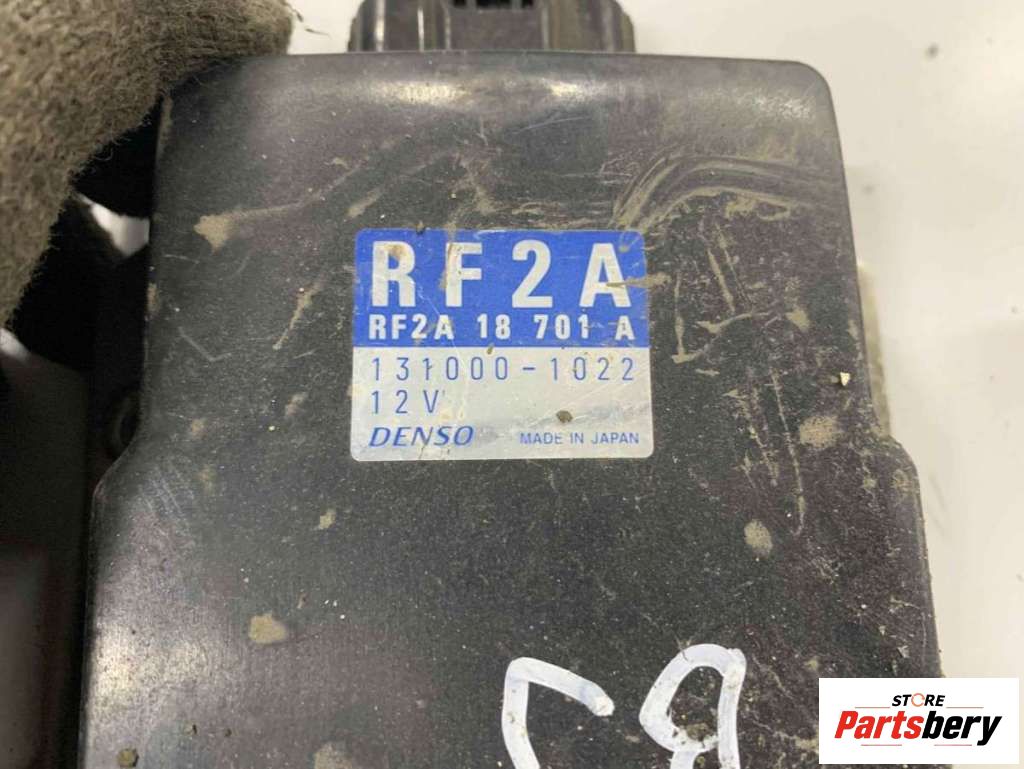 RF2A
RF2A 18 701 A
131000-1022
12V
DENSO MADE IN JAPAN
STORE
Partsbery